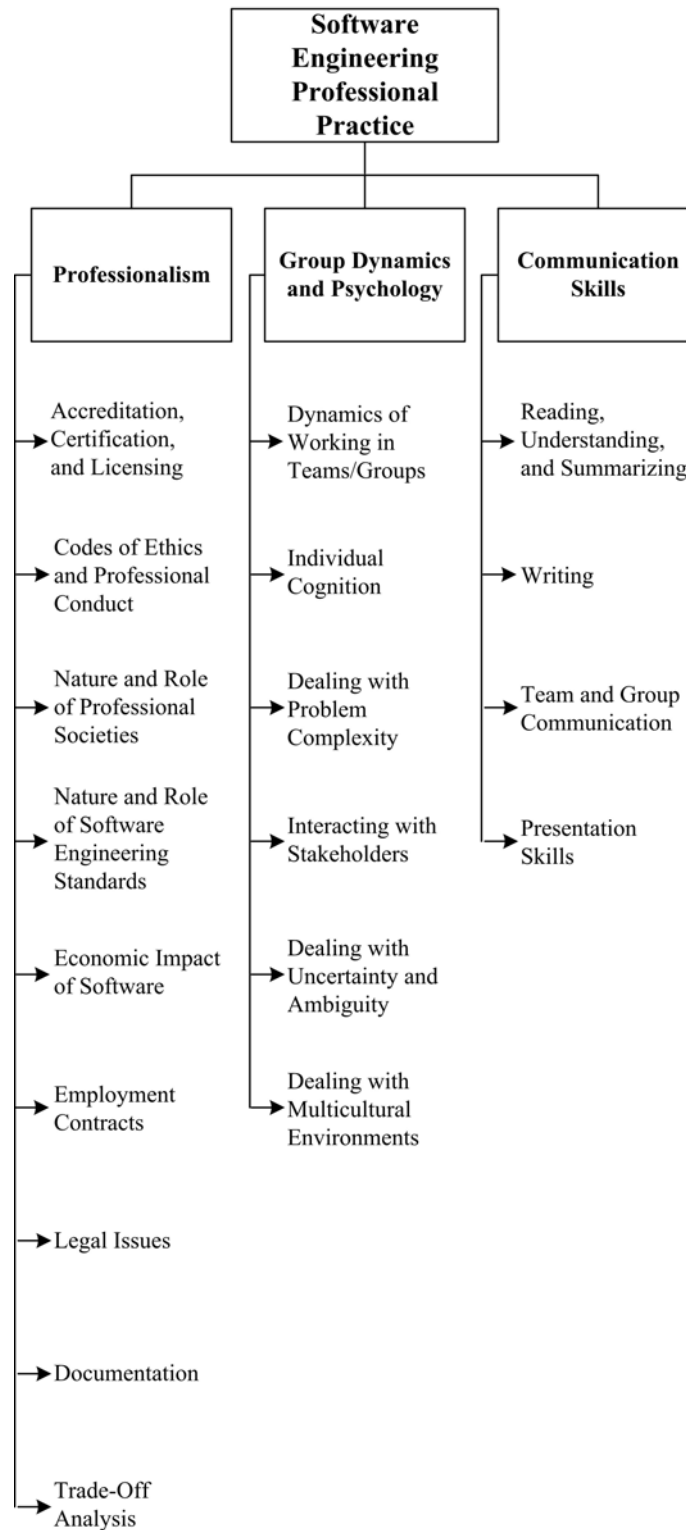 Software
Engineering
Professional
Practice
Professionalism
Group Dynamics
and Psychology
Communication
Skills
Accreditation,
Certification,
and Licensing
Codes of Ethics
and Professional
Conduct
Nature and Role
of Professional
Societies
Nature and Role
of Software
Engineering
Standards
Economic Impact
of Software
Employment
Contracts
Legal Issues
Documentation
Trade-Off
Analysis
Dynamics of
Working in
Teams/Groups
Individual
Cognition
Dealing with
Problem
Complexity
Interacting with
Stakeholders
Dealing with
Uncertainty and
Ambiguity
Dealing with
Multicultural
Environments
Reading,
Understanding,
and Summarizing
Writing
Team and Group
Communication
Presentation
Skills